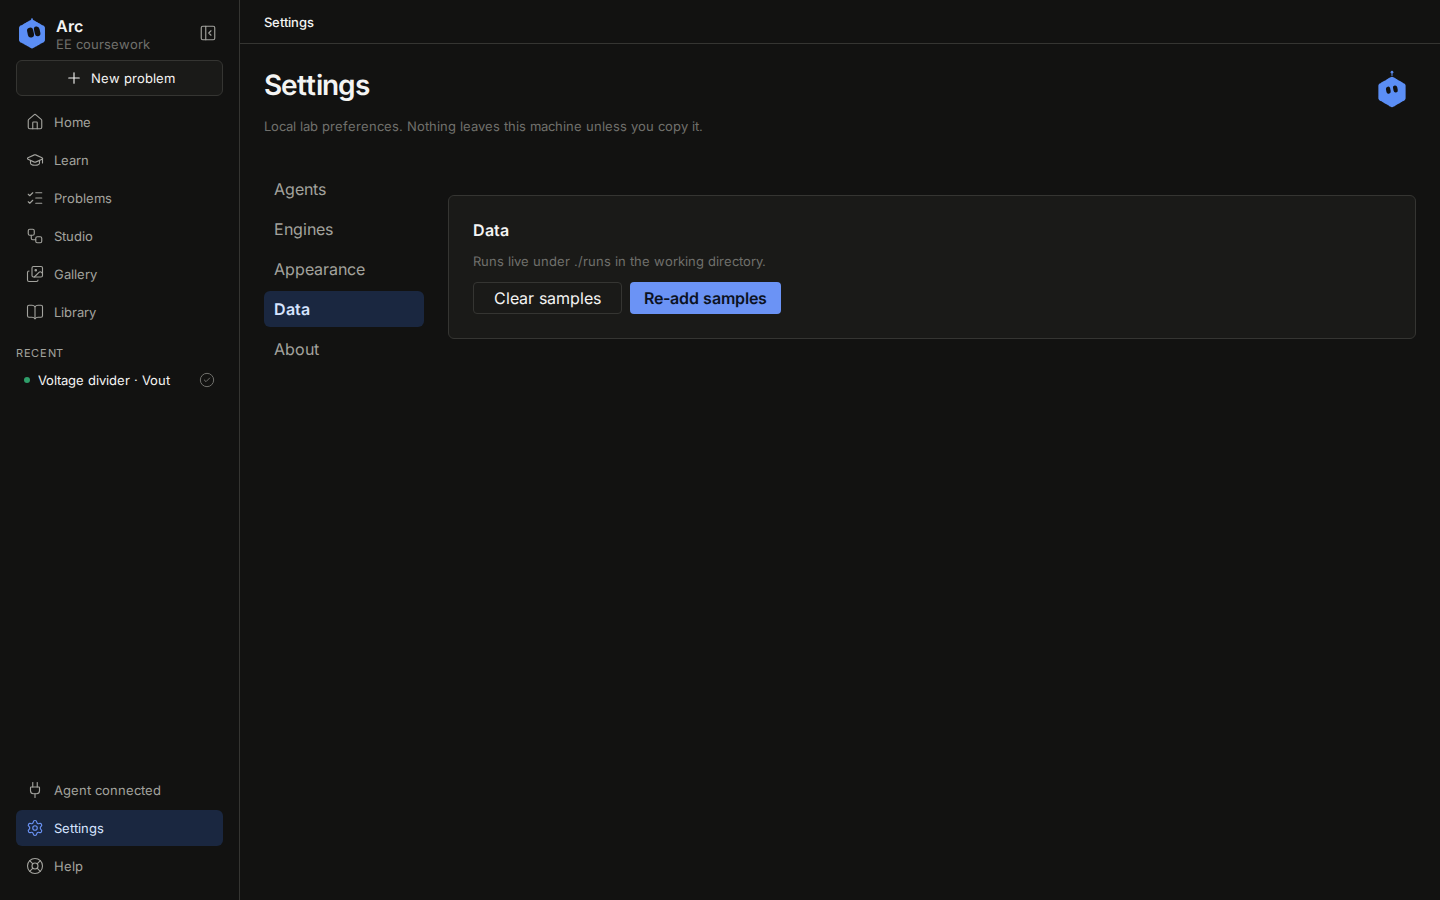 Arc
EE coursework
New problem
Home
Learn
Problems
Studio
Gallery
Library
RECENT
Voltage divider · Vout
Agent connected
Settings
Help
Settings
Settings
Local lab preferences. Nothing leaves this machine unless you copy it.
Agents
Engines
Appearance
Data
About
Data
Runs live under ./runs in the working directory.
Clear samples
Re-add samples